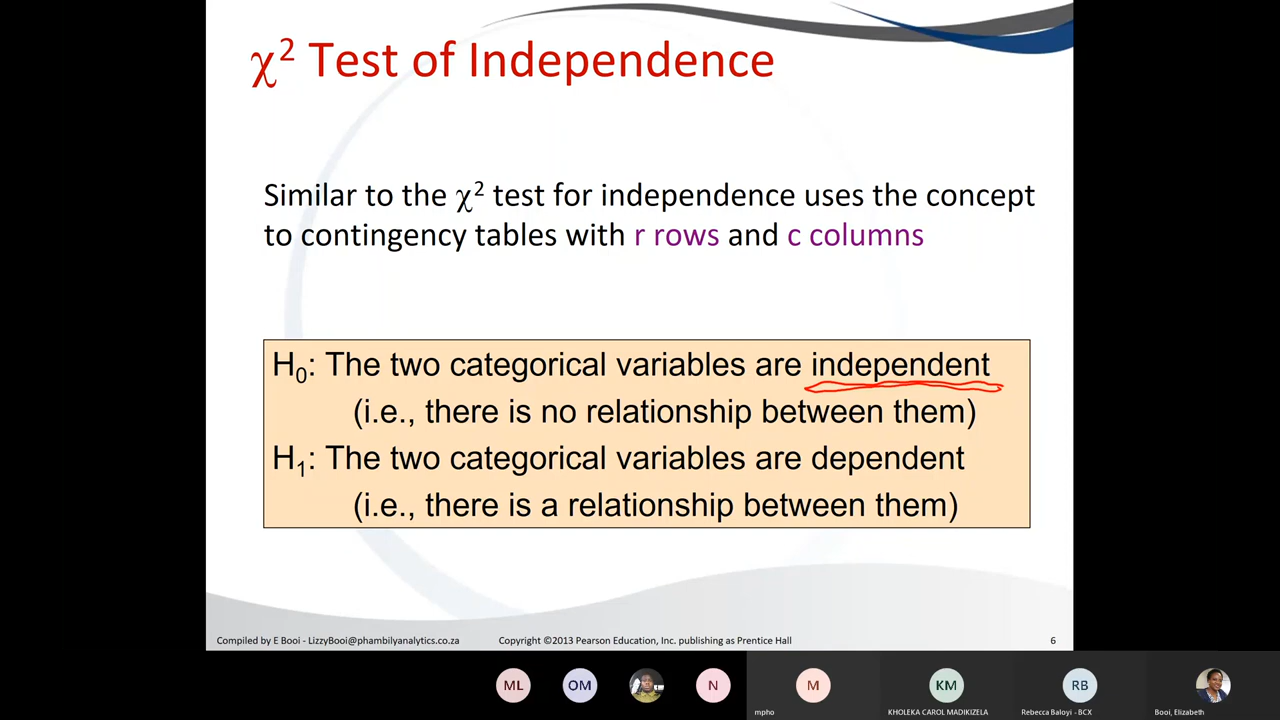 χ² Test of Independence
Similar to the χ² test for independence uses the concept
to contingency tables with r rows and c columns
H₀: The two categorical variables are independent
(i.e., there is no relationship between them)
H₁: The two categorical variables are dependent
(i.e., there is a relationship between them)
Compiled by E Booi - LizzyBooi@phambilyanalytics.co.za
Copyright ©2013 Pearson Education, Inc. publishing as Prentice Hall
6
ML
OM
N
M
KM
RB
mpho
KHOLEKA CAROL MADIKIZELA
Rebecca Baloyi - BCX
Booi, Elizabeth